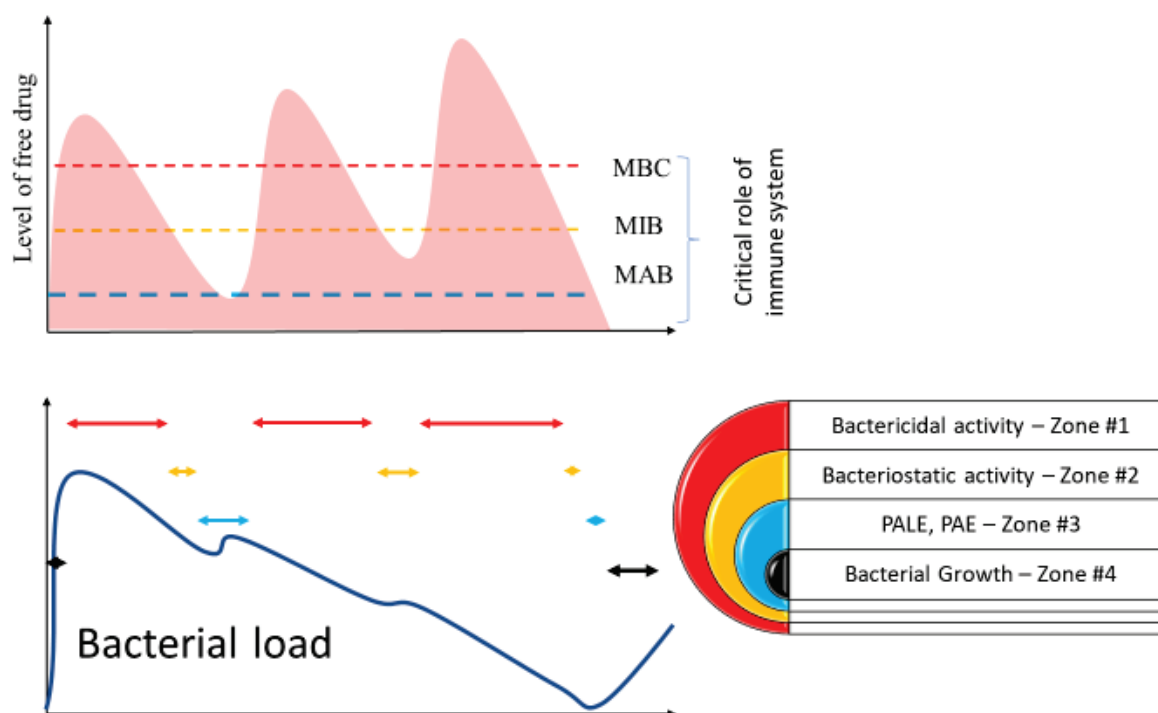 Level of free drug
MBC
MIB
MAB
Critical role of
immune system
Bacterial load
Bactericidal activity – Zone #1
Bacteriostatic activity – Zone #2
PALE, PAE – Zone #3
Bacterial Growth – Zone #4